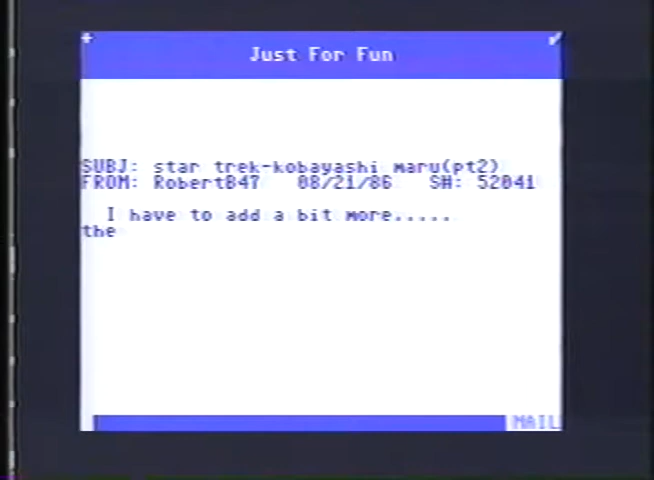 Just For Fun
SUBJ: star trek-kobayashi maru(pt2)
FROM: RobertB47 08/21/86 S#: 52041
I have to add a bit more.....
the
MAIL